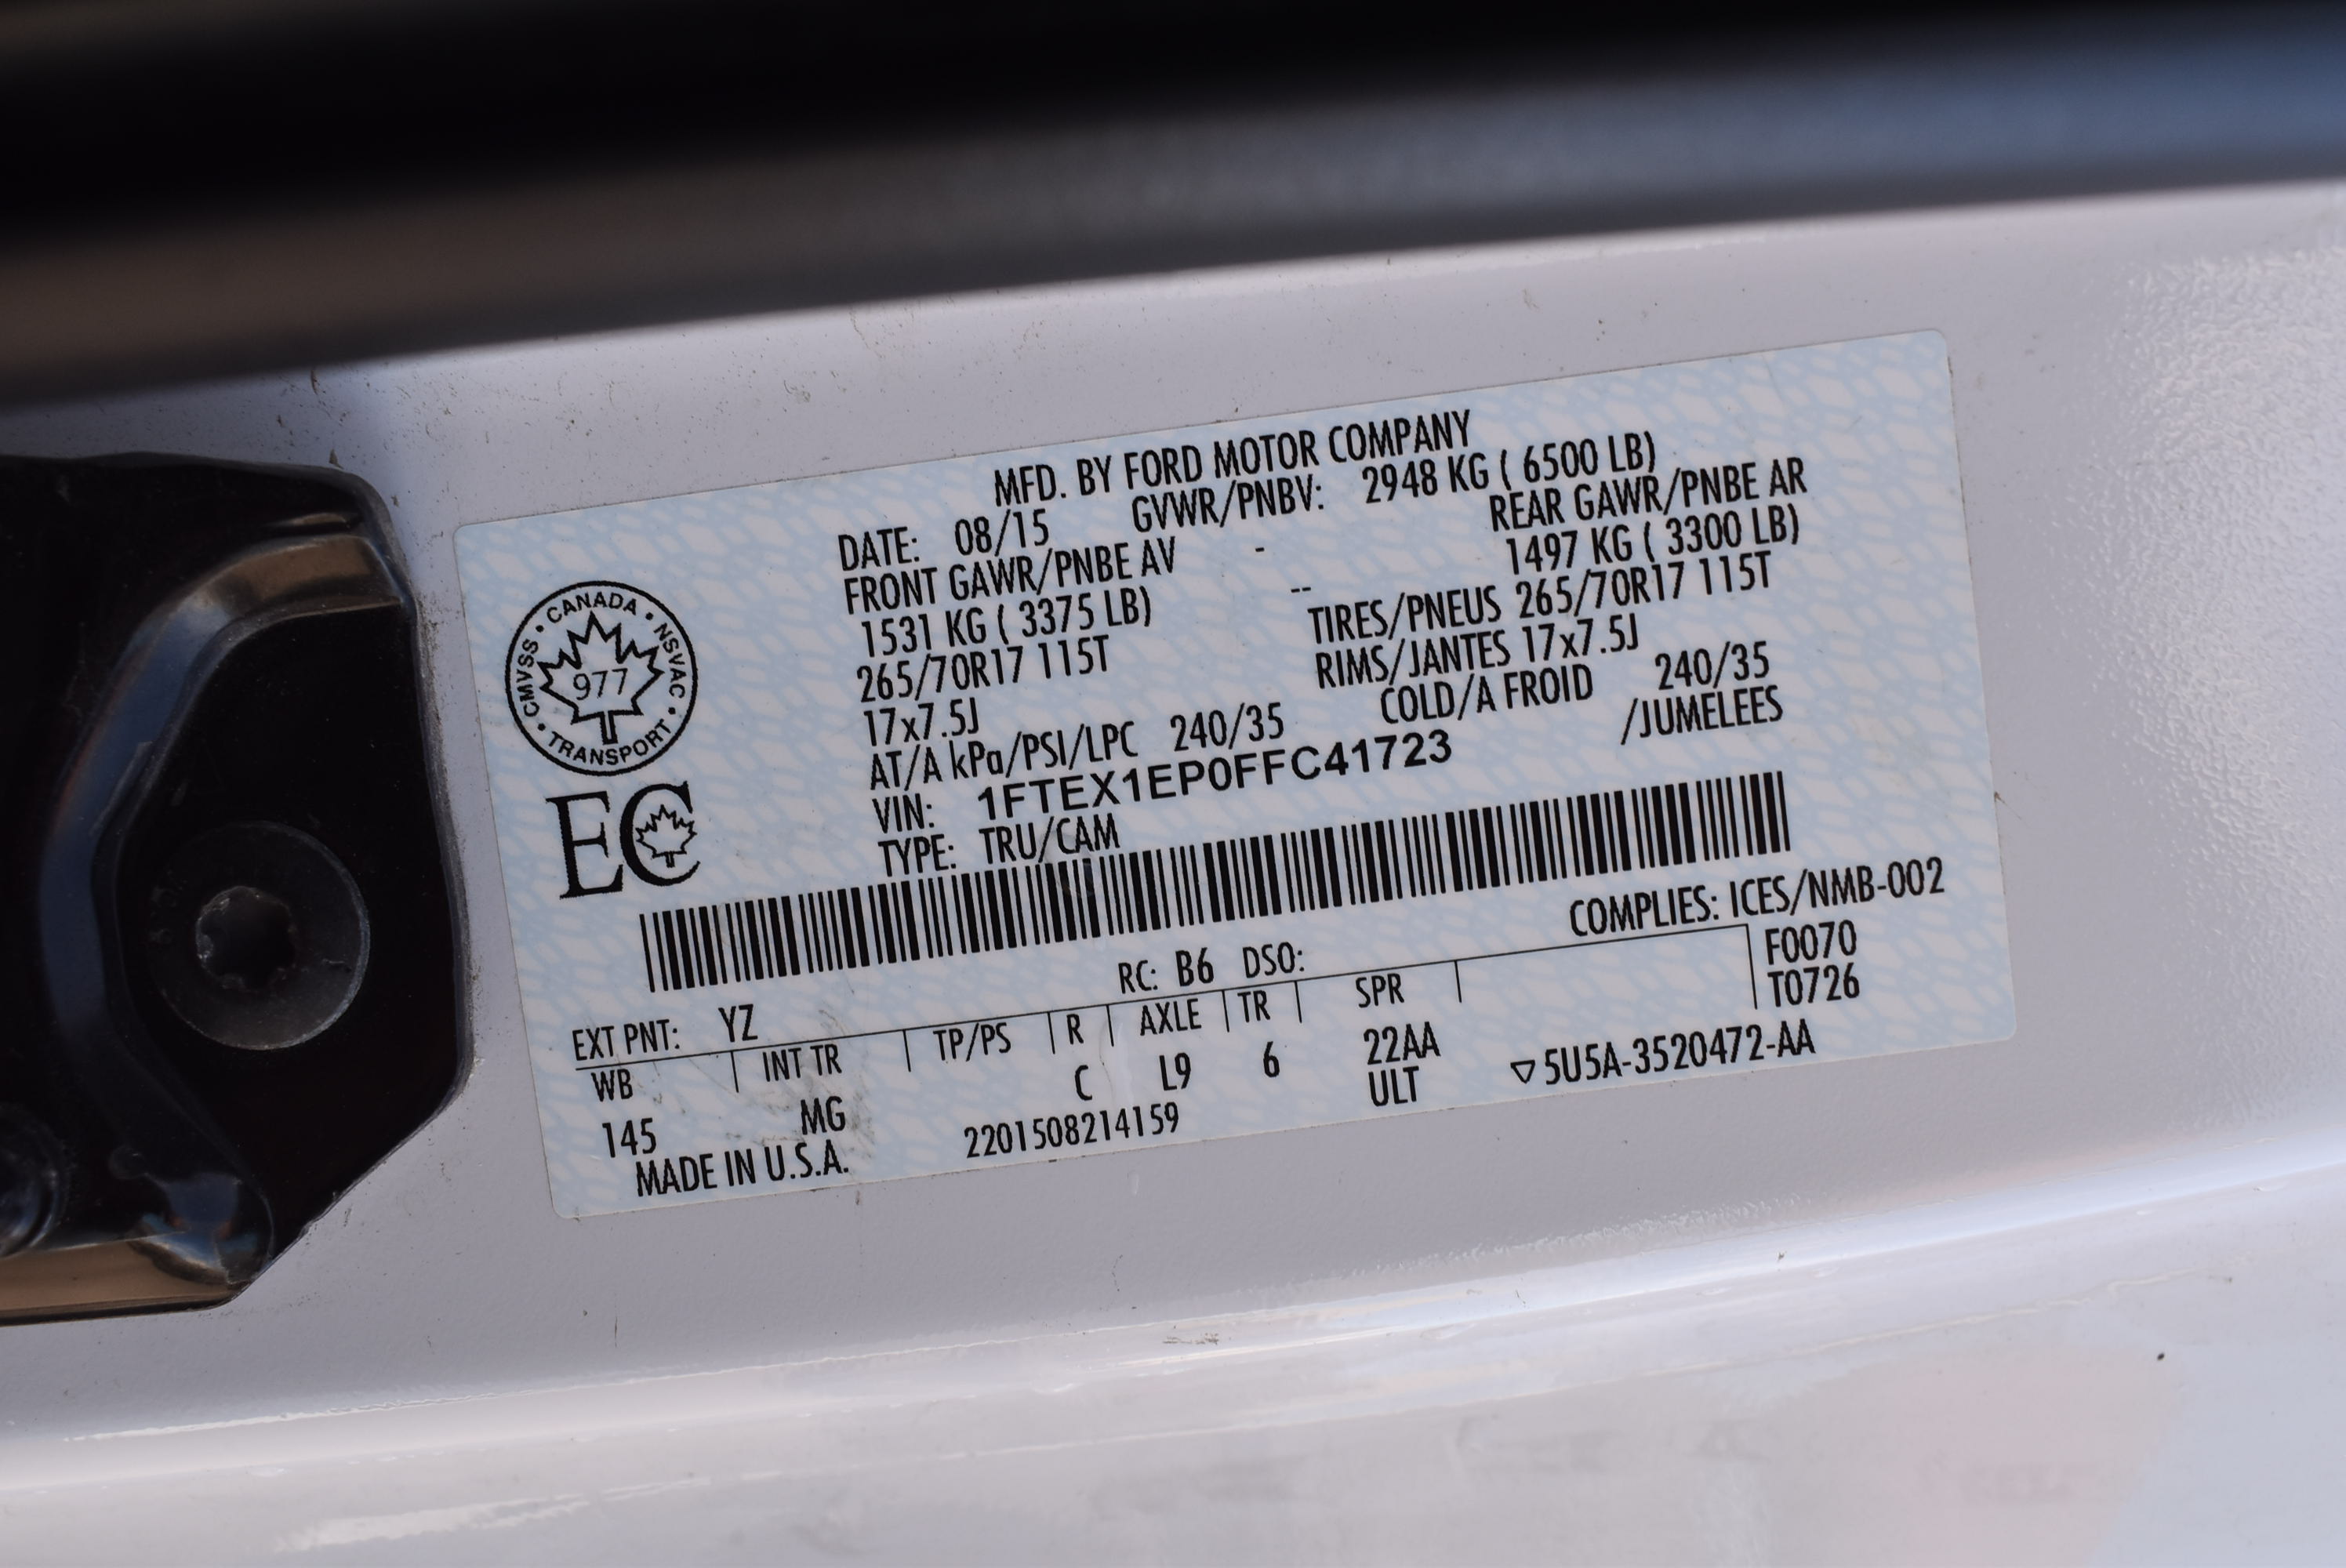 MFD. BY FORD MOTOR COMPANY
DATE: 08/15 GVWR/PNBV: 2948 KG ( 6500 LB)
FRONT GAWR/PNBE AV - REAR GAWR/PNBE AR
1531 KG ( 3375 LB) -- 1497 KG ( 3300 LB)
265/70R17 115T TIRES/PNEUS 265/70R17 115T
17x7.5J RIMS/JANTES 17x7.5J
AT/A kPa/PSI/LPC 240/35 COLD/A FROID 240/35
VIN: 1FTEX1EP0FFC41723 /JUMELEES
TYPE: TRU/CAM
CANADA • NSVAC • TRANSPORT • CMVSS •
977
EC
COMPLIES: ICES/NMB-002
RC: B6 DSO: F0070
EXT PNT: YZ T0726
WB INT TR TP/PS R AXLE TR SPR
145 MG C L9 6 22AA
ULT
▽5U5A-3520472-AA
MADE IN U.S.A. 2201508214159